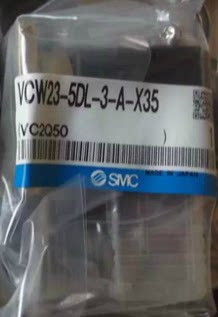 VCW23-5DL-3-A-X35
(VC2Q50 )
SMC
MADE IN JAPAN